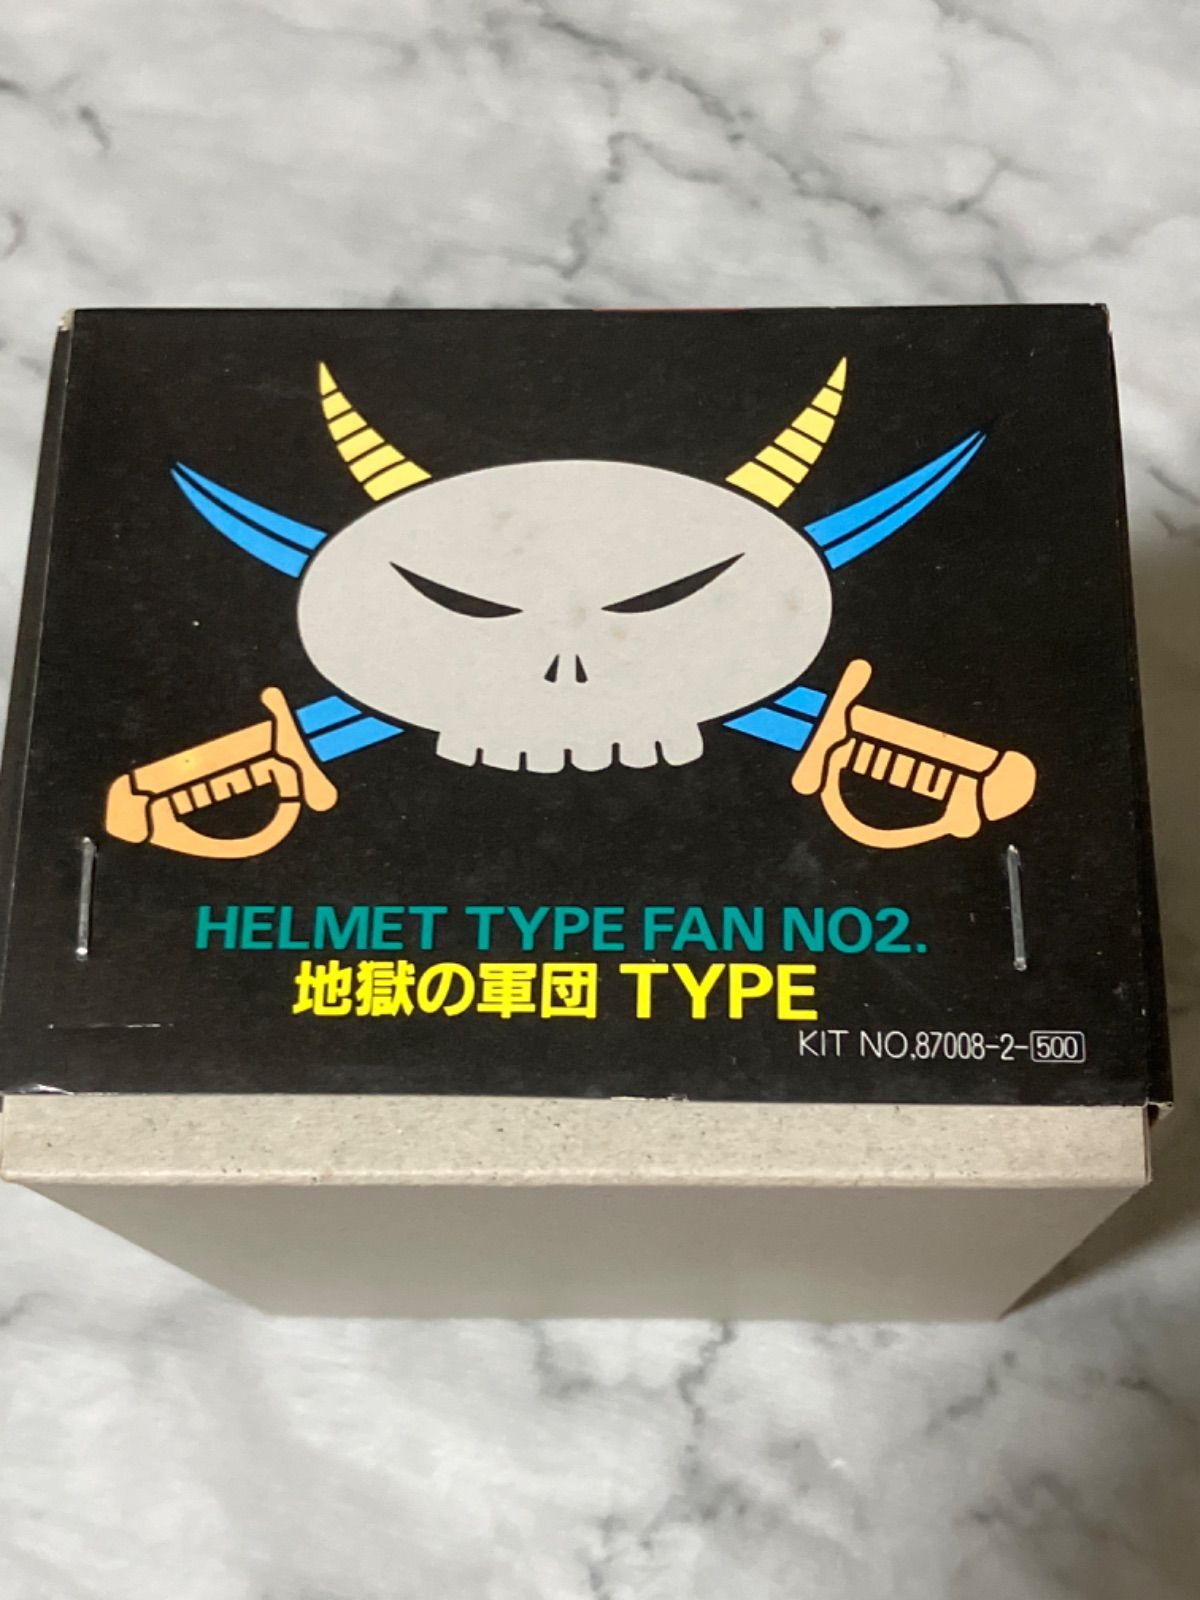 HELMET TYPE FAN NO2.
地獄の軍団 TYPE
KIT NO,87008-2-500